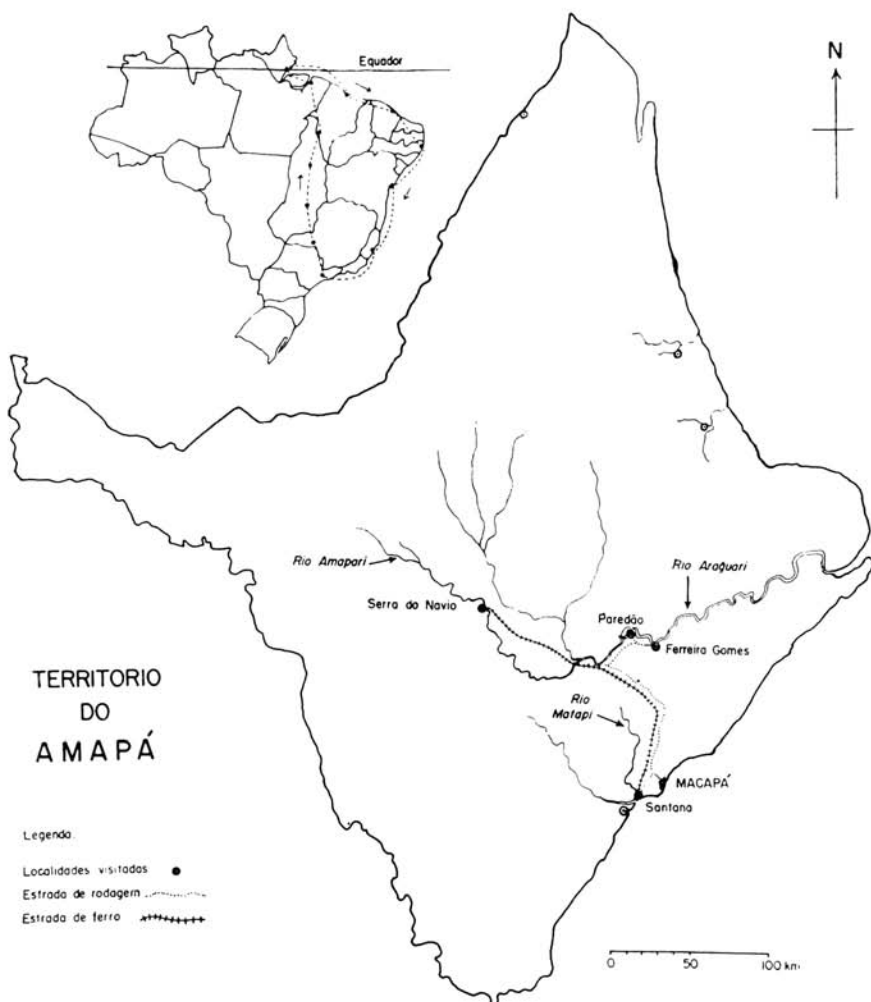 Equador
N
Rio Amapari
Rio Araguari
Serra do Navio
Paredão
Ferreira Gomes
TERRITORIO
DO
AMAPÁ
Rio
Matapi
MACAPÁ
Santana
Legenda.
Localidades visitadas
Estrada de rodagem
Estrada de ferro
0 50 100 km